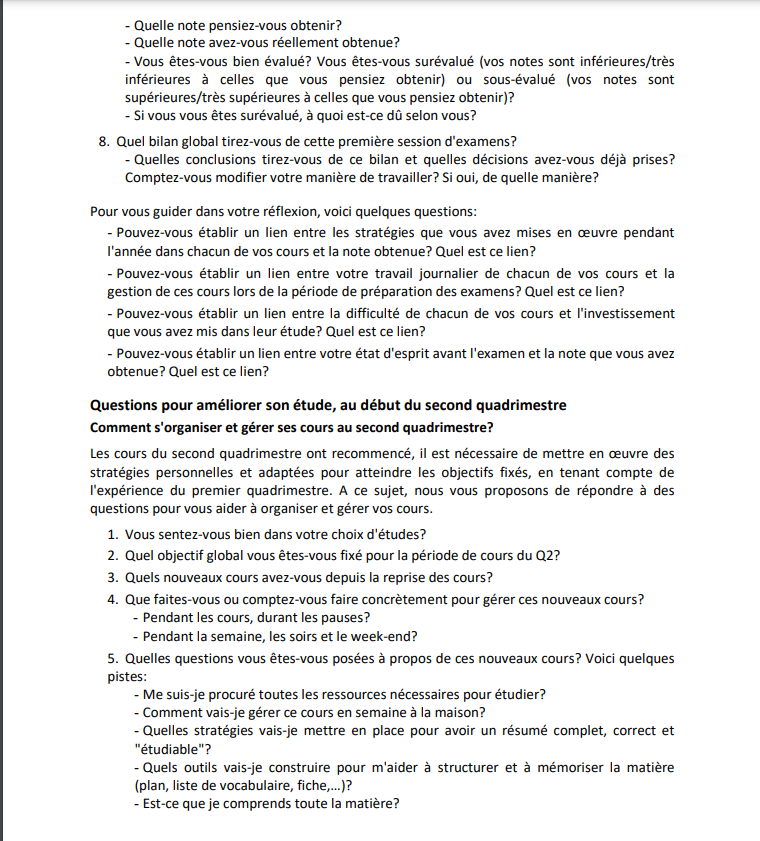 - Quelle note pensiez-vous obtenir?
- Quelle note avez-vous réellement obtenue?
- Vous êtes-vous bien évalué? Vous êtes-vous surévalué (vos notes sont inférieures/très
inférieures à celles que vous pensiez obtenir) ou sous-évalué (vos notes sont
supérieures/très supérieures à celles que vous pensiez obtenir)?
- Si vous vous êtes surévalué, à quoi est-ce dû selon vous?
8. Quel bilan global tirez-vous de cette première session d'examens?
- Quelles conclusions tirez-vous de ce bilan et quelles décisions avez-vous déjà prises?
Comptez-vous modifier votre manière de travailler? Si oui, de quelle manière?
Pour vous guider dans votre réflexion, voici quelques questions:
- Pouvez-vous établir un lien entre les stratégies que vous avez mises en œuvre pendant
l'année dans chacun de vos cours et la note obtenue? Quel est ce lien?
- Pouvez-vous établir un lien entre votre travail journalier de chacun de vos cours et la
gestion de ces cours lors de la période de préparation des examens? Quel est ce lien?
- Pouvez-vous établir un lien entre la difficulté de chacun de vos cours et l'investissement
que vous avez mis dans leur étude? Quel est ce lien?
- Pouvez-vous établir un lien entre votre état d'esprit avant l'examen et la note que vous avez
obtenue? Quel est ce lien?
Questions pour améliorer son étude, au début du second quadrimestre
Comment s'organiser et gérer ses cours au second quadrimestre?
Les cours du second quadrimestre ont recommencé, il est nécessaire de mettre en œuvre des
stratégies personnelles et adaptées pour atteindre les objectifs fixés, en tenant compte de
l'expérience du premier quadrimestre. A ce sujet, nous vous proposons de répondre à des
questions pour vous aider à organiser et gérer vos cours.
1. Vous sentez-vous bien dans votre choix d'études?
2. Quel objectif global vous êtes-vous fixé pour la période de cours du Q2?
3. Quels nouveaux cours avez-vous depuis la reprise des cours?
4. Que faites-vous ou comptez-vous faire concrètement pour gérer ces nouveaux cours?
- Pendant les cours, durant les pauses?
- Pendant la semaine, les soirs et le week-end?
5. Quelles questions vous êtes-vous posées à propos de ces nouveaux cours? Voici quelques
pistes:
- Me suis-je procuré toutes les ressources nécessaires pour étudier?
- Comment vais-je gérer ce cours en semaine à la maison?
- Quelles stratégies vais-je mettre en place pour avoir un résumé complet, correct et
"étudiable"?
- Quels outils vais-je construire pour m'aider à structurer et à mémoriser la matière
(plan, liste de vocabulaire, fiche,...)?
- Est-ce que je comprends toute la matière?